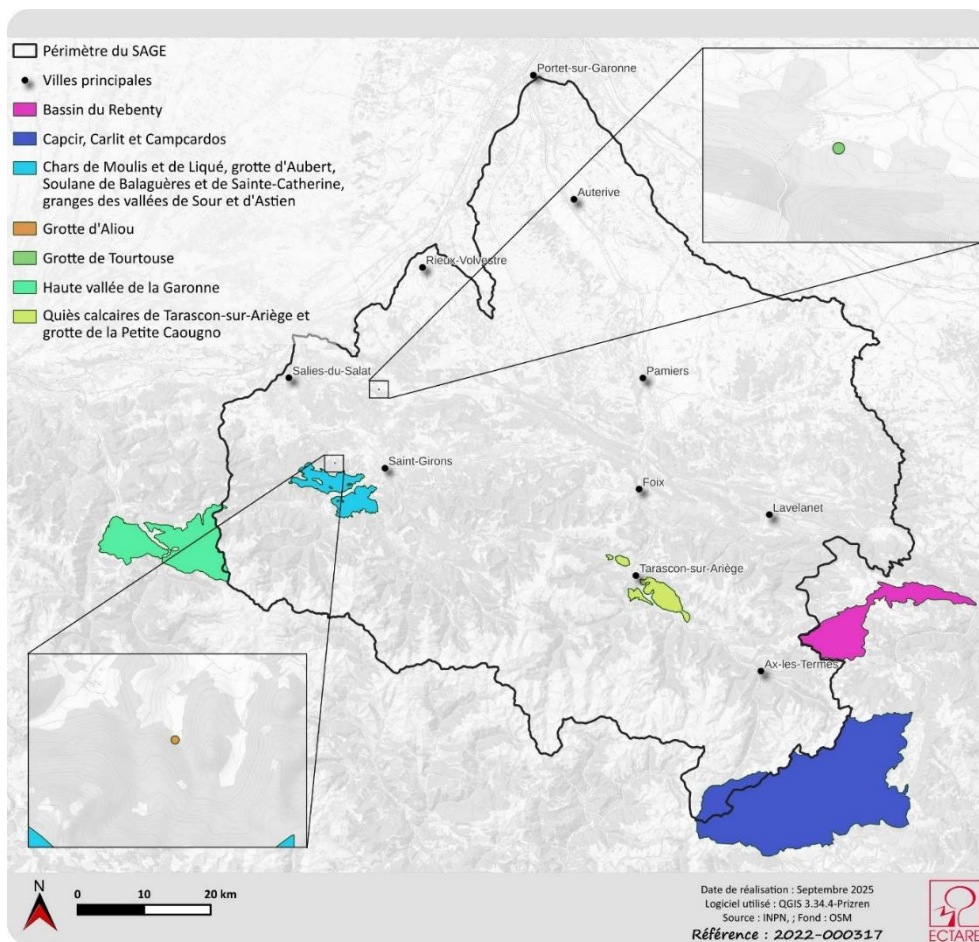 Périmètre du SAGE
Villes principales
Bassin du Rebenty
Capcir, Carlit et Campcardos
Chars de Moulis et de Liqué, grotte d'Aubert,
Soulane de Balaguères et de Sainte-Catherine,
granges des vallées de Sour et d'Astien
Grotte d'Aliou
Grotte de Tourtouse
Haute vallée de la Garonne
Quiès calcaires de Tarascon-sur-Ariège et
grotte de la Petite Caougno
Portet-sur-Garonne
Auterive
Rieux-Volvestre
Salies-du-Salat
Pamiers
Saint-Girons
Foix
Lavelanet
Tarascon-sur-Ariège
Ax-les-Termes
N
0 10 20 km
Date de réalisation : Septembre 2025
Logiciel utilisé : QGIS 3.34.4-Prizren
Source : INPN, ; Fond : OSM
Référence : 2022-000317
ECTARE